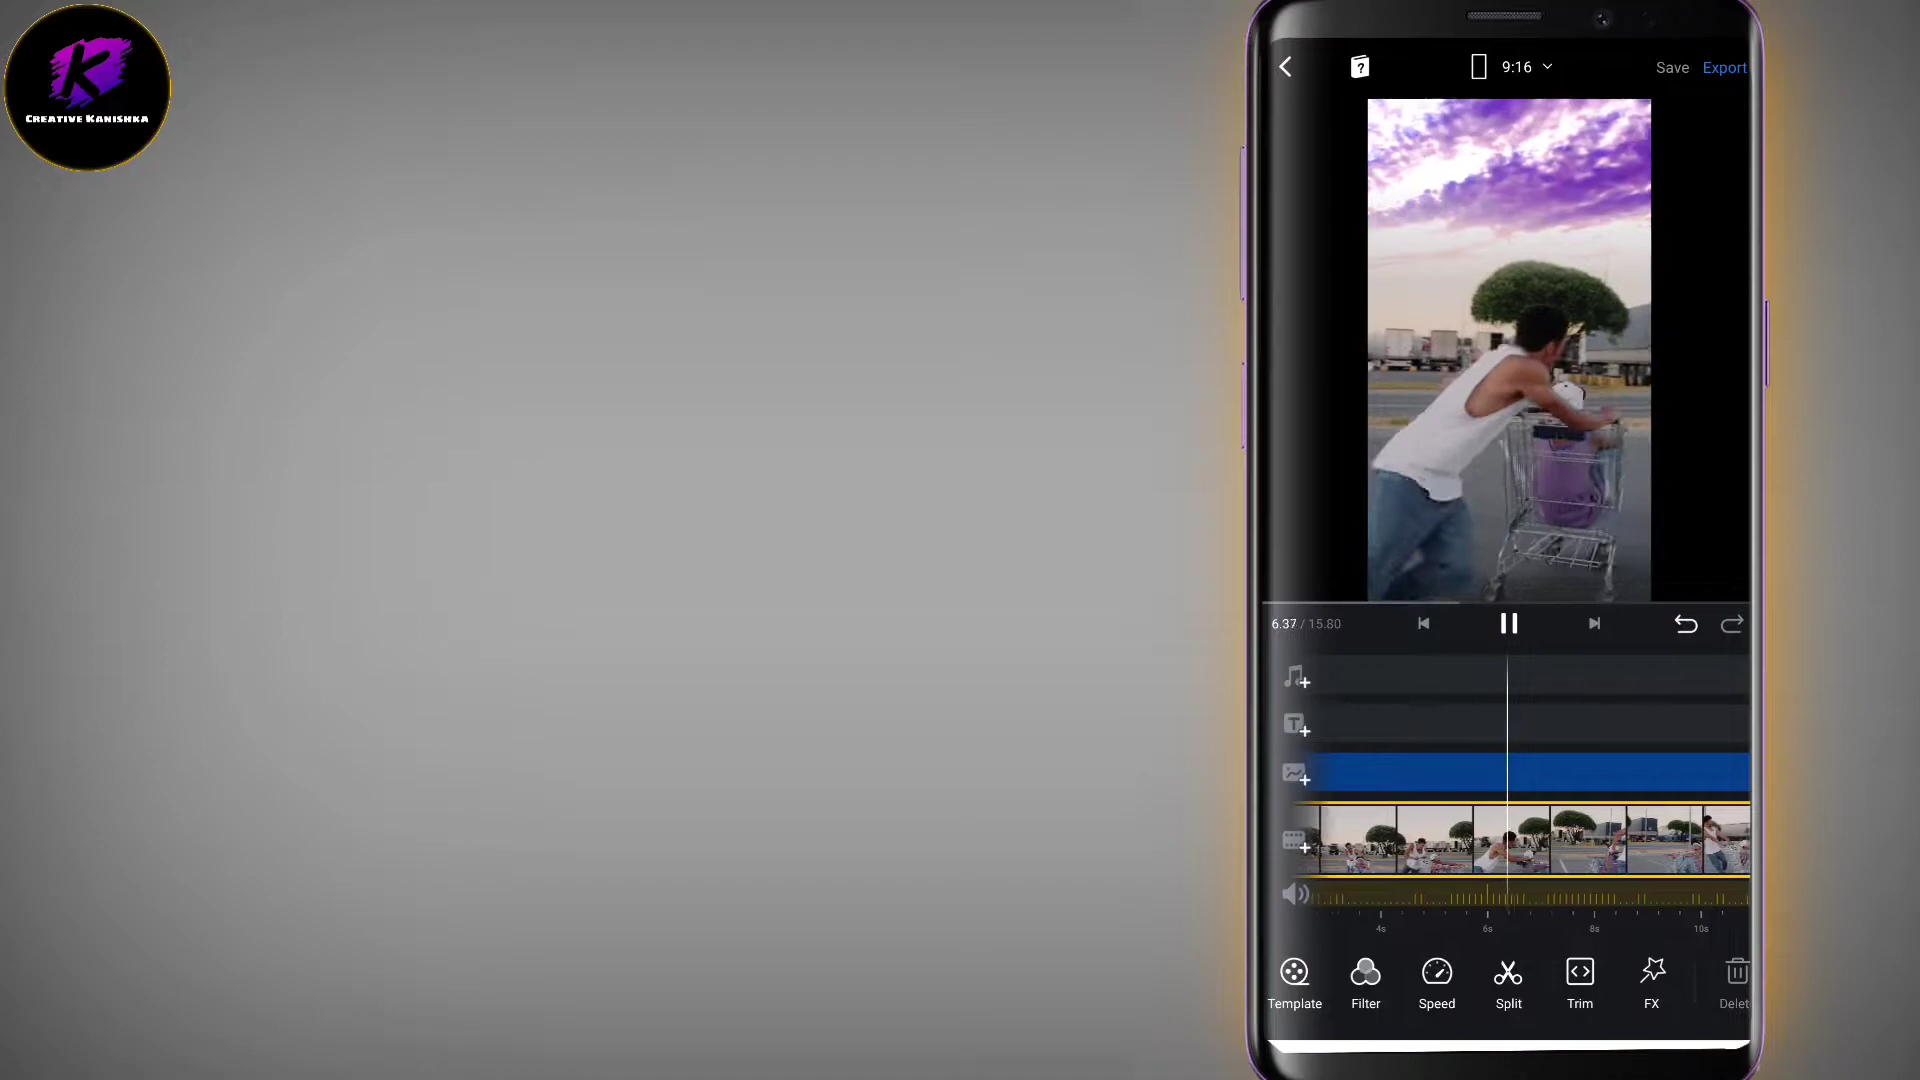 K
CREATIVE KANISHKA
?
9:16
Save
Export
6.37 / 15.80
T
4s
6s
8s
10s
Template
Filter
Speed
Split
Trim
FX
Delet